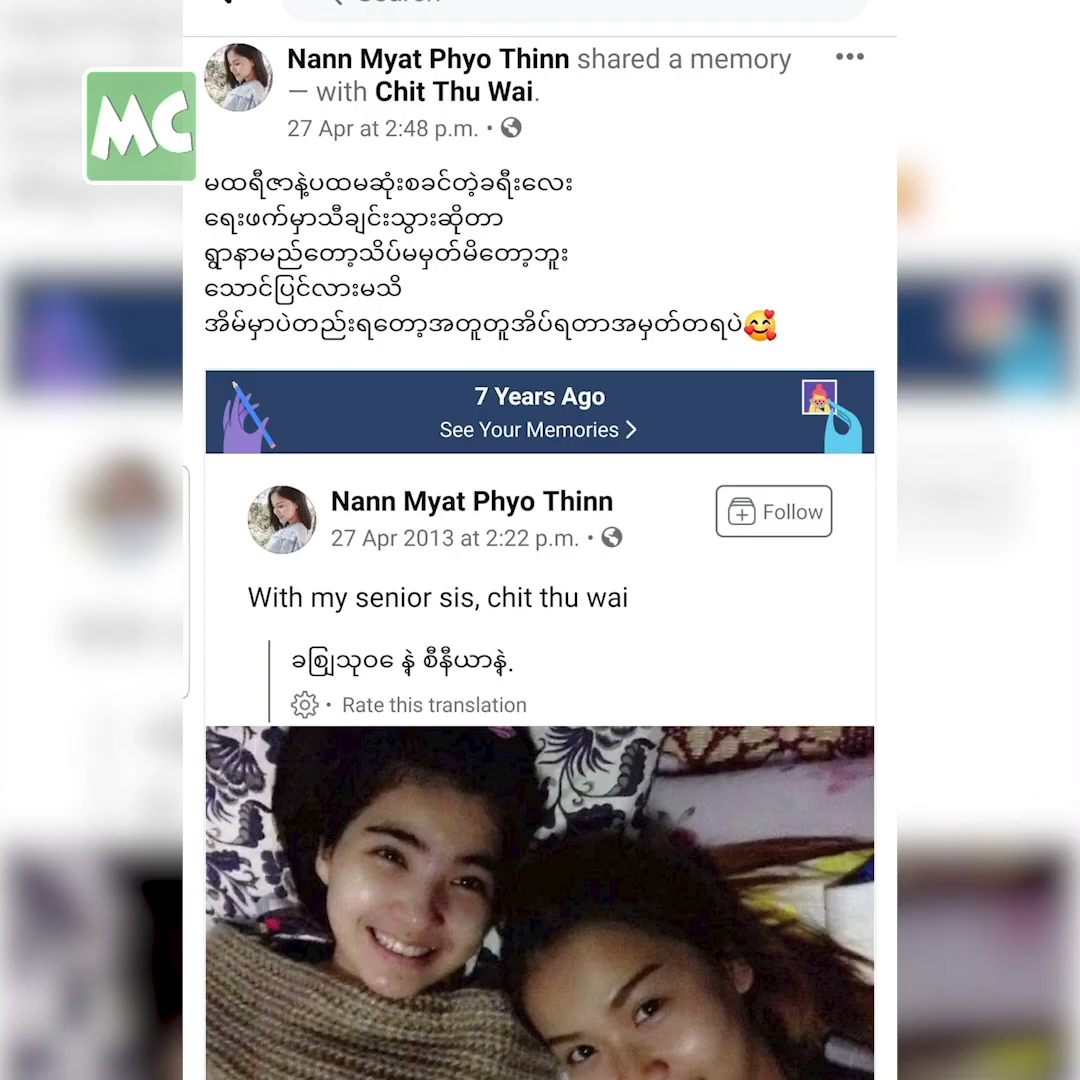 MC
Nann Myat Phyo Thinn shared a memory
— with Chit Thu Wai.
27 Apr at 2:48 p.m. •
မထရီဇာနဲ့ပထမဆုံးစခင်တဲ့ခရီးလေး
ရေးဖက်မှာသီချင်းသွားဆိုတာ
ရွာနာမည်တော့သိပ်မမှတ်မိတော့ဘူး
သောင်ပြင်လားမသိ
အိမ်မှာပဲတည်းရတော့အတူတူအိပ်ရတာအမှတ်တရပဲ🥰
7 Years Ago
See Your Memories >
Nann Myat Phyo Thinn
27 Apr 2013 at 2:22 p.m. •
Follow
With my senior sis, chit thu wai
ခစြျသုဝေ နဲ့ စီနီယာနဲ့.
• Rate this translation